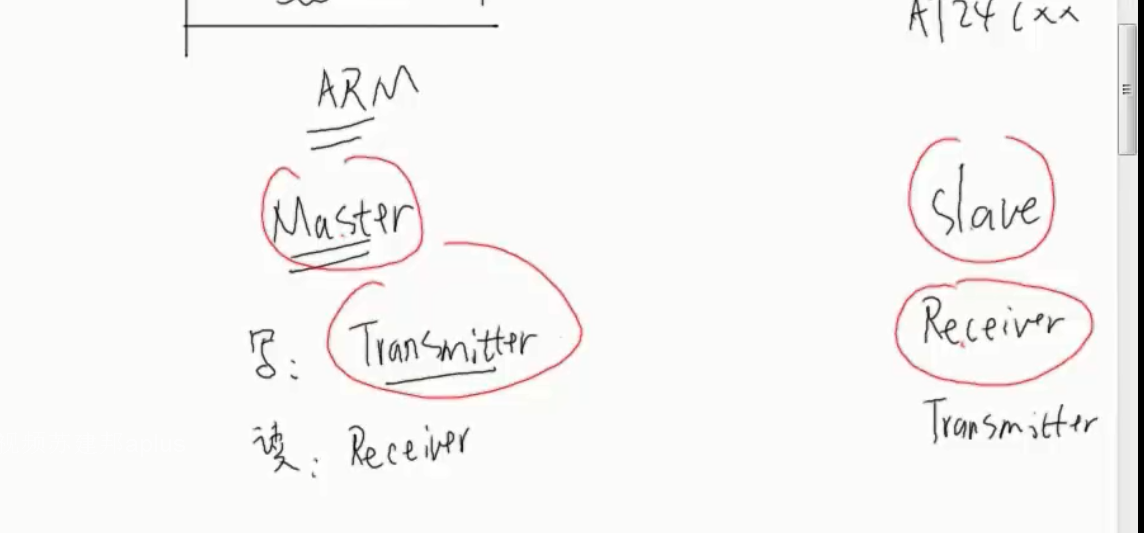 AT24Cxx
ARM
Master
Slave
写: Transmitter
Receiver
读: Receiver
Transmitter